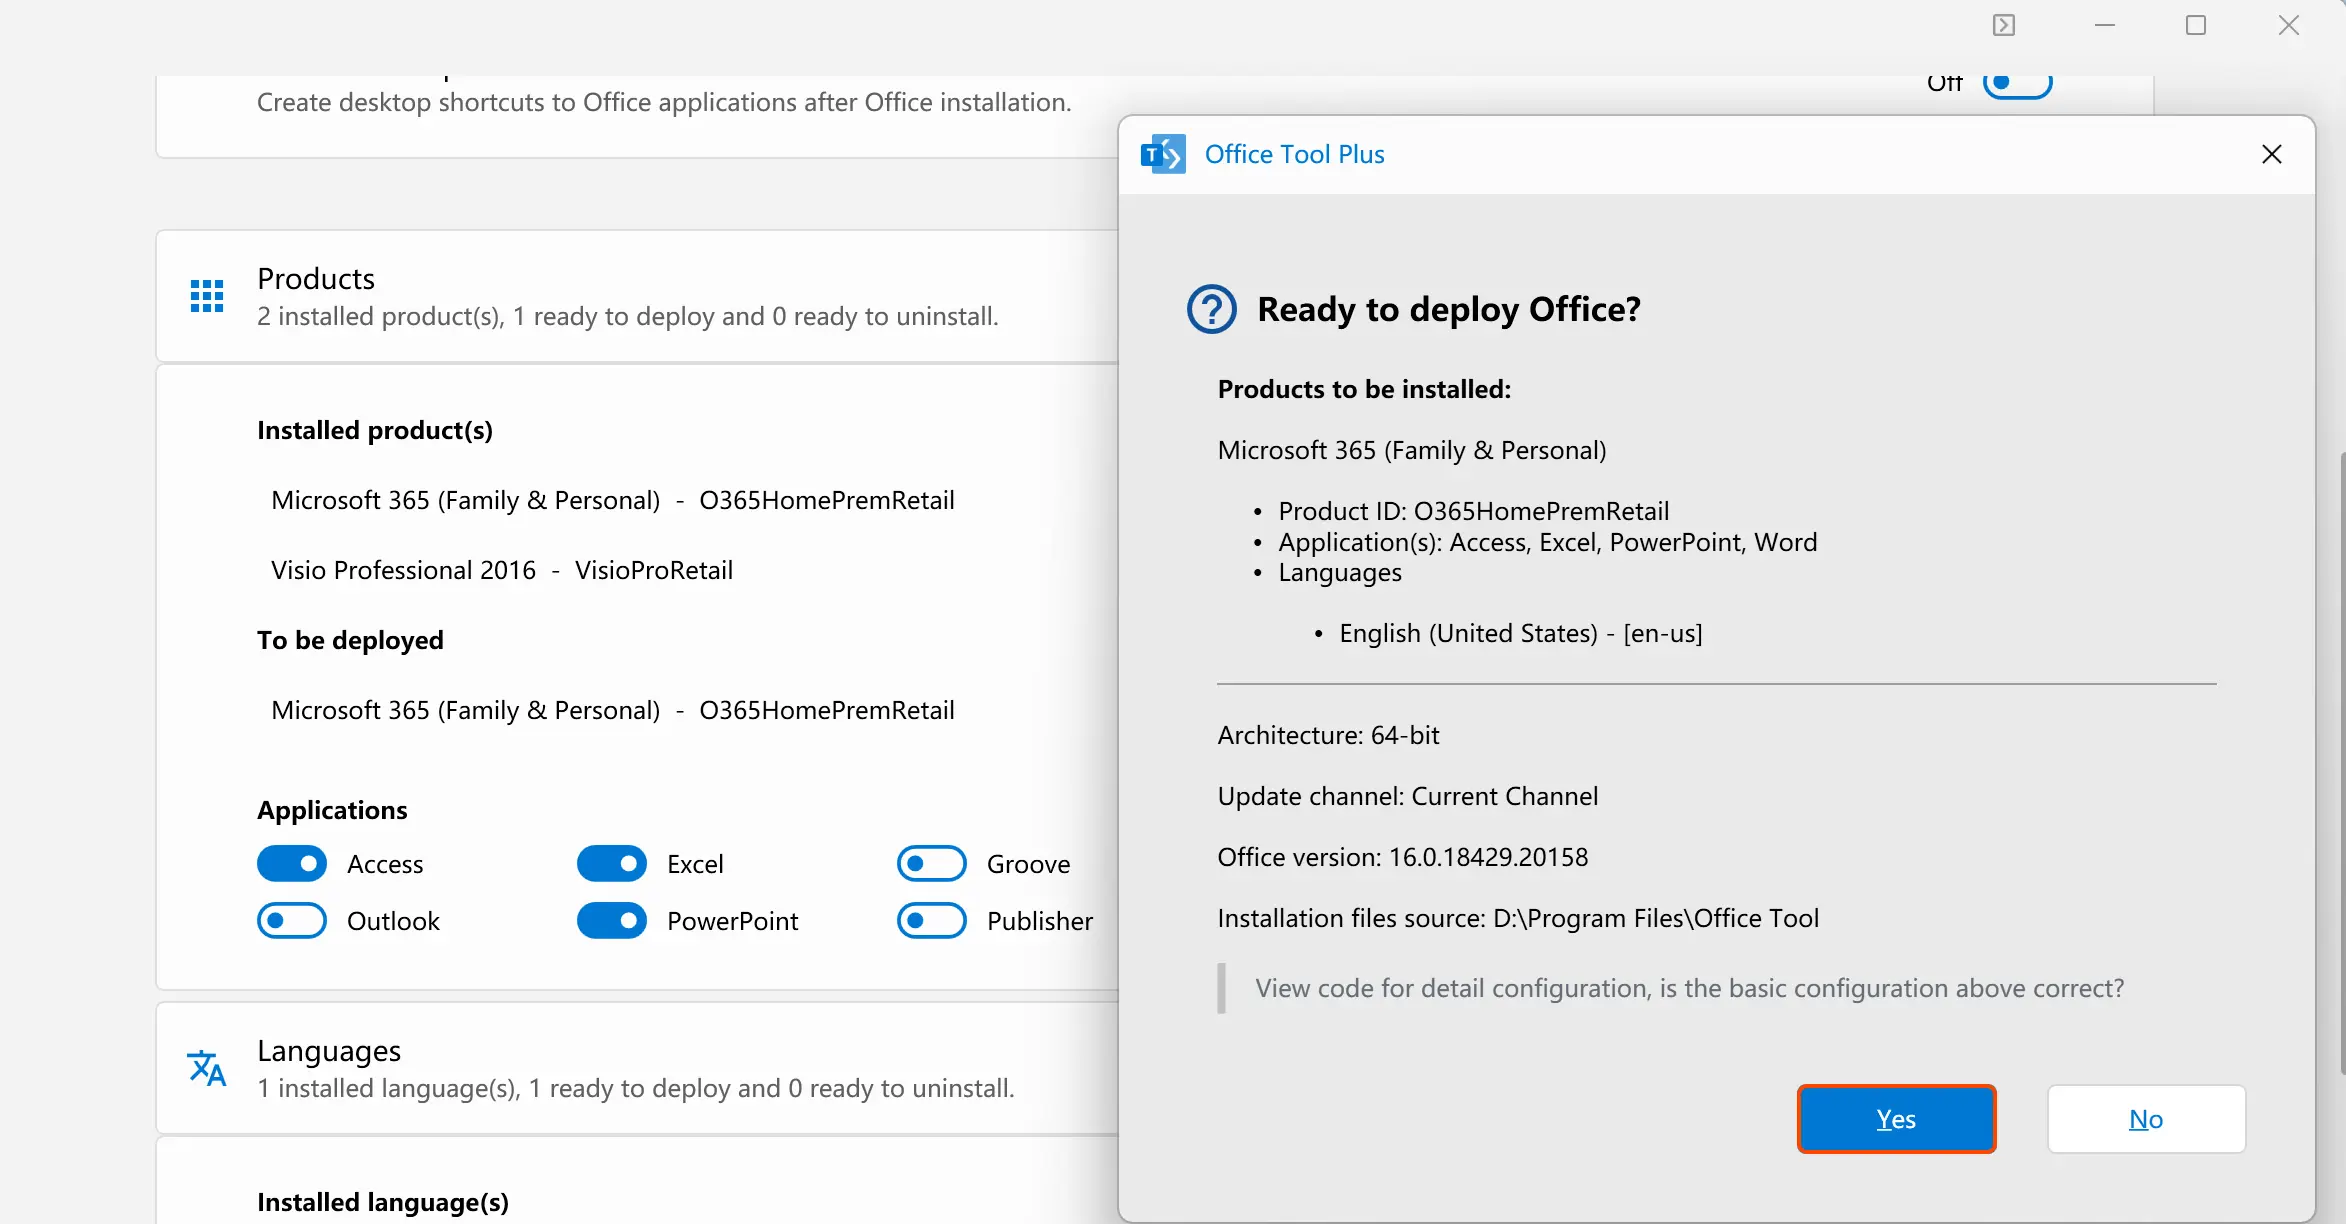 Off
Create desktop shortcuts to Office applications after Office installation.
Products
2 installed product(s), 1 ready to deploy and 0 ready to uninstall.
Installed product(s)
Microsoft 365 (Family & Personal) - O365HomePremRetail
Visio Professional 2016 - VisioProRetail
To be deployed
Microsoft 365 (Family & Personal) - O365HomePremRetail
Applications
Access Excel Groove
Outlook PowerPoint Publisher
Languages
1 installed language(s), 1 ready to deploy and 0 ready to uninstall.
Installed language(s)
T Office Tool Plus
Ready to deploy Office?
Products to be installed:
Microsoft 365 (Family & Personal)
• Product ID: O365HomePremRetail
• Application(s): Access, Excel, PowerPoint, Word
• Languages
• English (United States) - [en-us]
Architecture: 64-bit
Update channel: Current Channel
Office version: 16.0.18429.20158
Installation files source: D:\Program Files\Office Tool
View code for detail configuration, is the basic configuration above correct?
Yes No